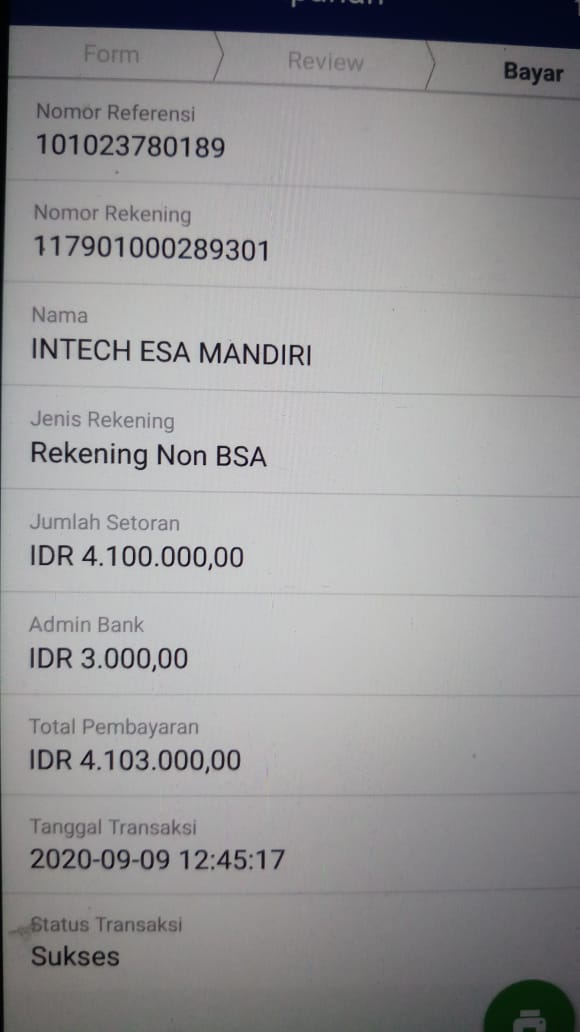 Form
Review
Bayar
Nomor Referensi
101023780189
Nomor Rekening
117901000289301
Nama
INTECH ESA MANDIRI
Jenis Rekening
Rekening Non BSA
Jumlah Setoran
IDR 4.100.000,00
Admin Bank
IDR 3.000,00
Total Pembayaran
IDR 4.103.000,00
Tanggal Transaksi
2020-09-09 12:45:17
Status Transaksi
Sukses